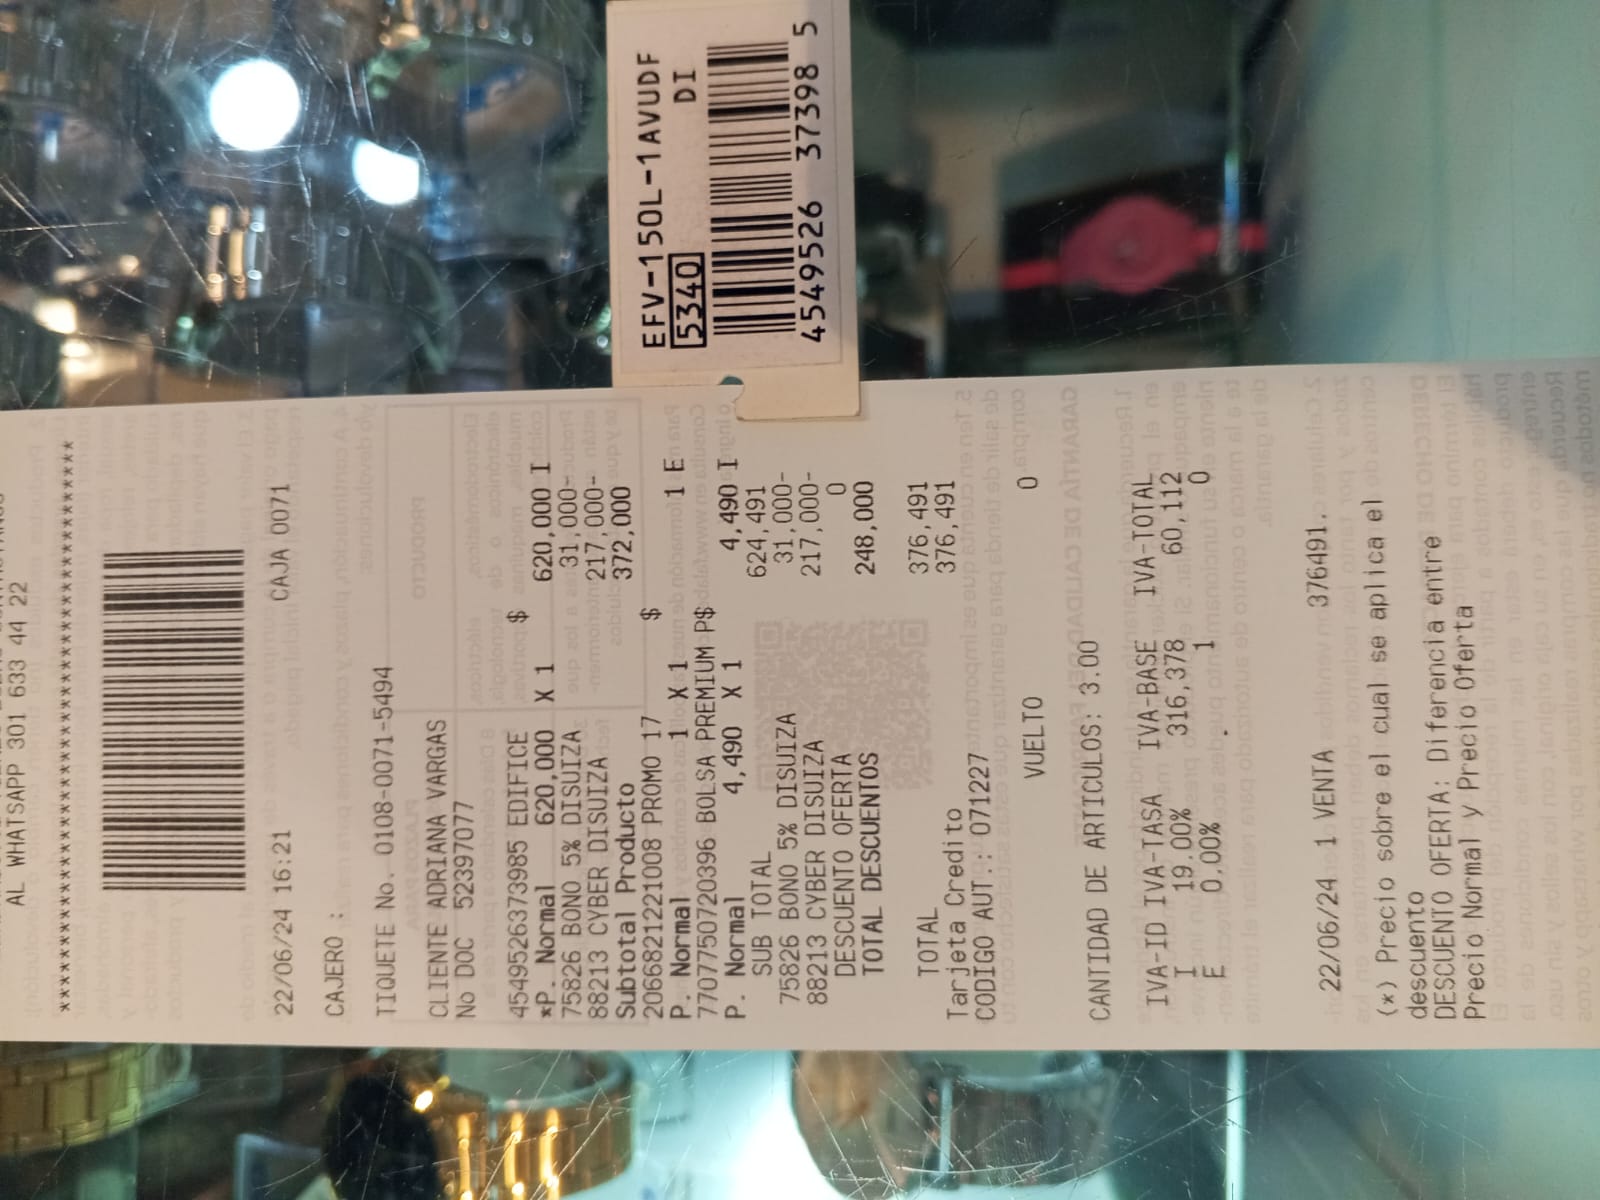 EFV-150L-1AVUDF
DI
5340
4549526 37398 5
AL WHATSAPP 301 633 44 22
****************************************
22/06/24 16:21 CAJA 0071
CAJERO :
TIQUETE No. 0108-0071-5494
CLIENTE ADRIANA VARGAS
No DOC 52397077
4549526373985 EDIFICE $
*P. Normal 620,000 X 1 620,000 I
75826 BONO 5% DISUIZA 31,000-
88213 CYBER DISUIZA 217,000-
Subtotal Producto 372,000
2066821221008 PROMO 17 $
P. Normal 1 X 1 1 E
7707750720396 BOLSA PREMIUM P$
P. Normal 4,490 X 1 4,490 I
SUB TOTAL 624,491
75826 BONO 5% DISUIZA 31,000-
88213 CYBER DISUIZA 217,000-
DESCUENTO OFERTA 0
TOTAL DESCUENTOS 248,000
TOTAL 376,491
Tarjeta Credito 376,491
CODIGO AUT.: 071227
VUELTO 0
CANTIDAD DE ARTICULOS: 3.00
IVA-ID IVA-TASA IVA-BASE IVA-TOTAL
I 19.00% 316,378 60,112
E 0.00% . 1 0
22/06/24 1 VENTA 376491.
(*) Precio sobre el cual se aplica el
descuento
DESCUENTO OFERTA: Diferencia entre
Precio Normal y Precio Oferta